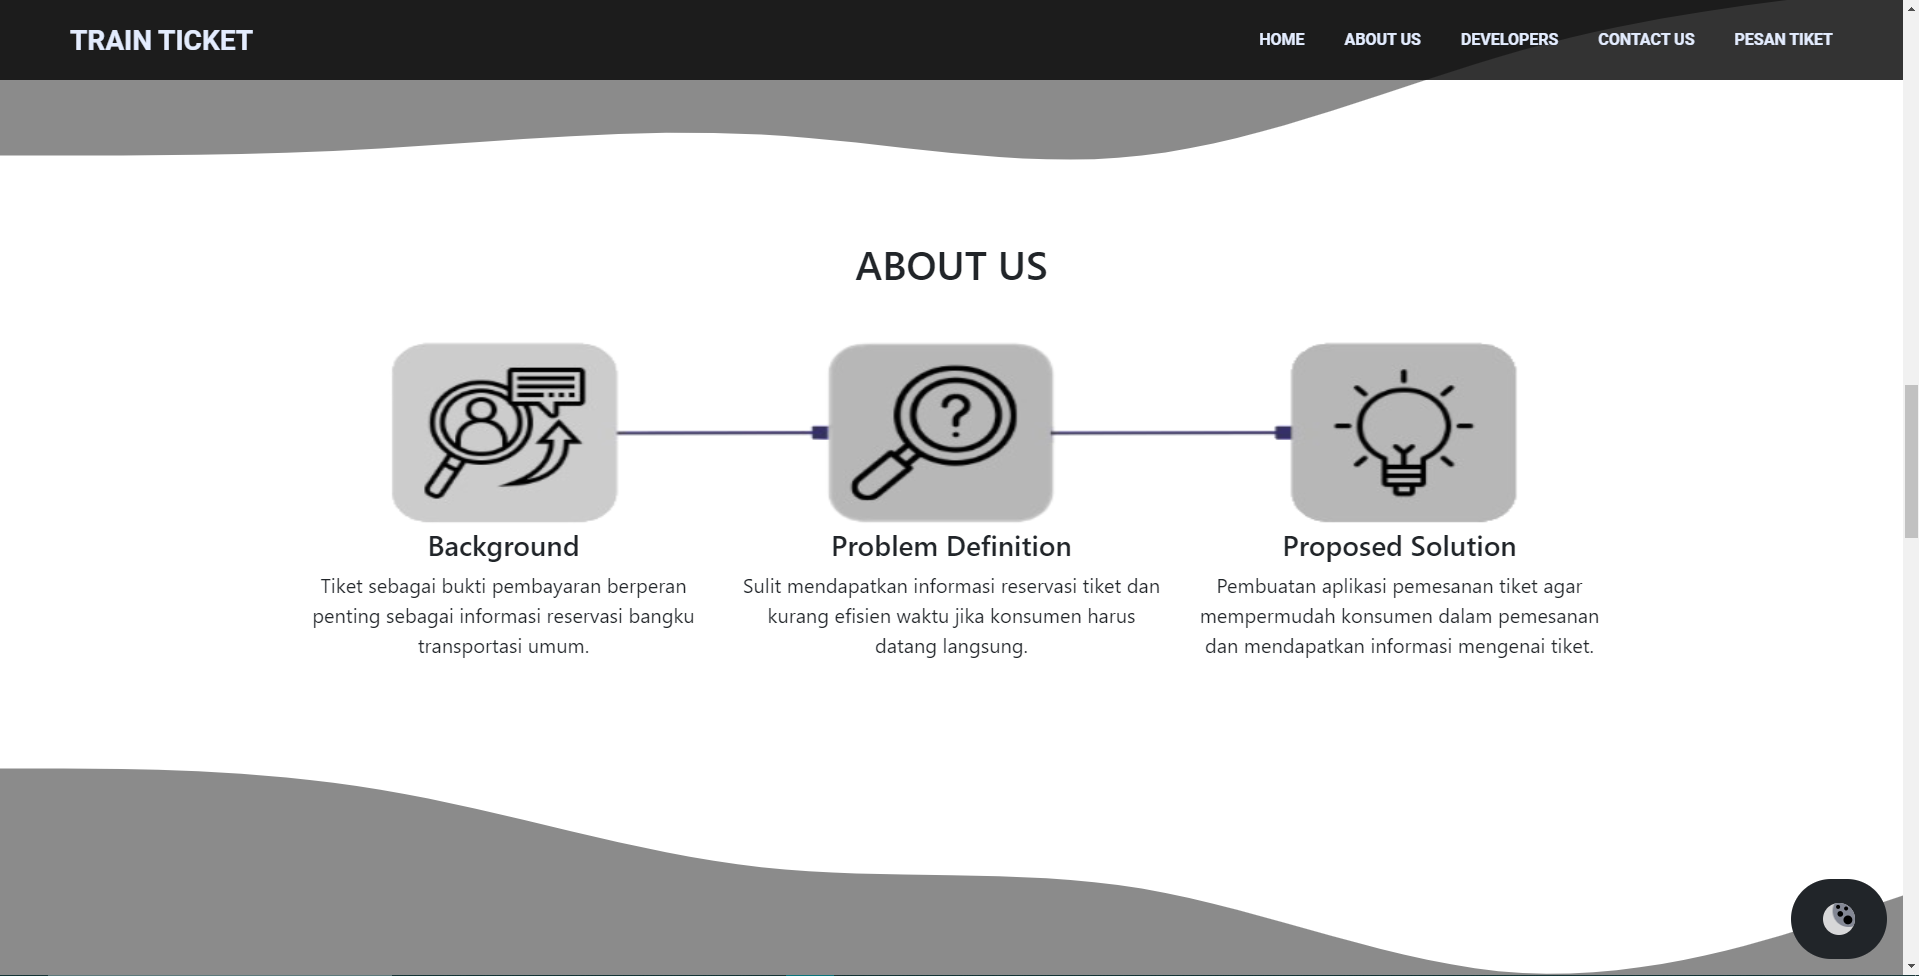 TRAIN TICKET
HOME
ABOUT US
DEVELOPERS
CONTACT US
PESAN TIKET
ABOUT US
?
Background
Tiket sebagai bukti pembayaran berperan
penting sebagai informasi reservasi bangku
transportasi umum.
Problem Definition
Sulit mendapatkan informasi reservasi tiket dan
kurang efisien waktu jika konsumen harus
datang langsung.
Proposed Solution
Pembuatan aplikasi pemesanan tiket agar
mempermudah konsumen dalam pemesanan
dan mendapatkan informasi mengenai tiket.